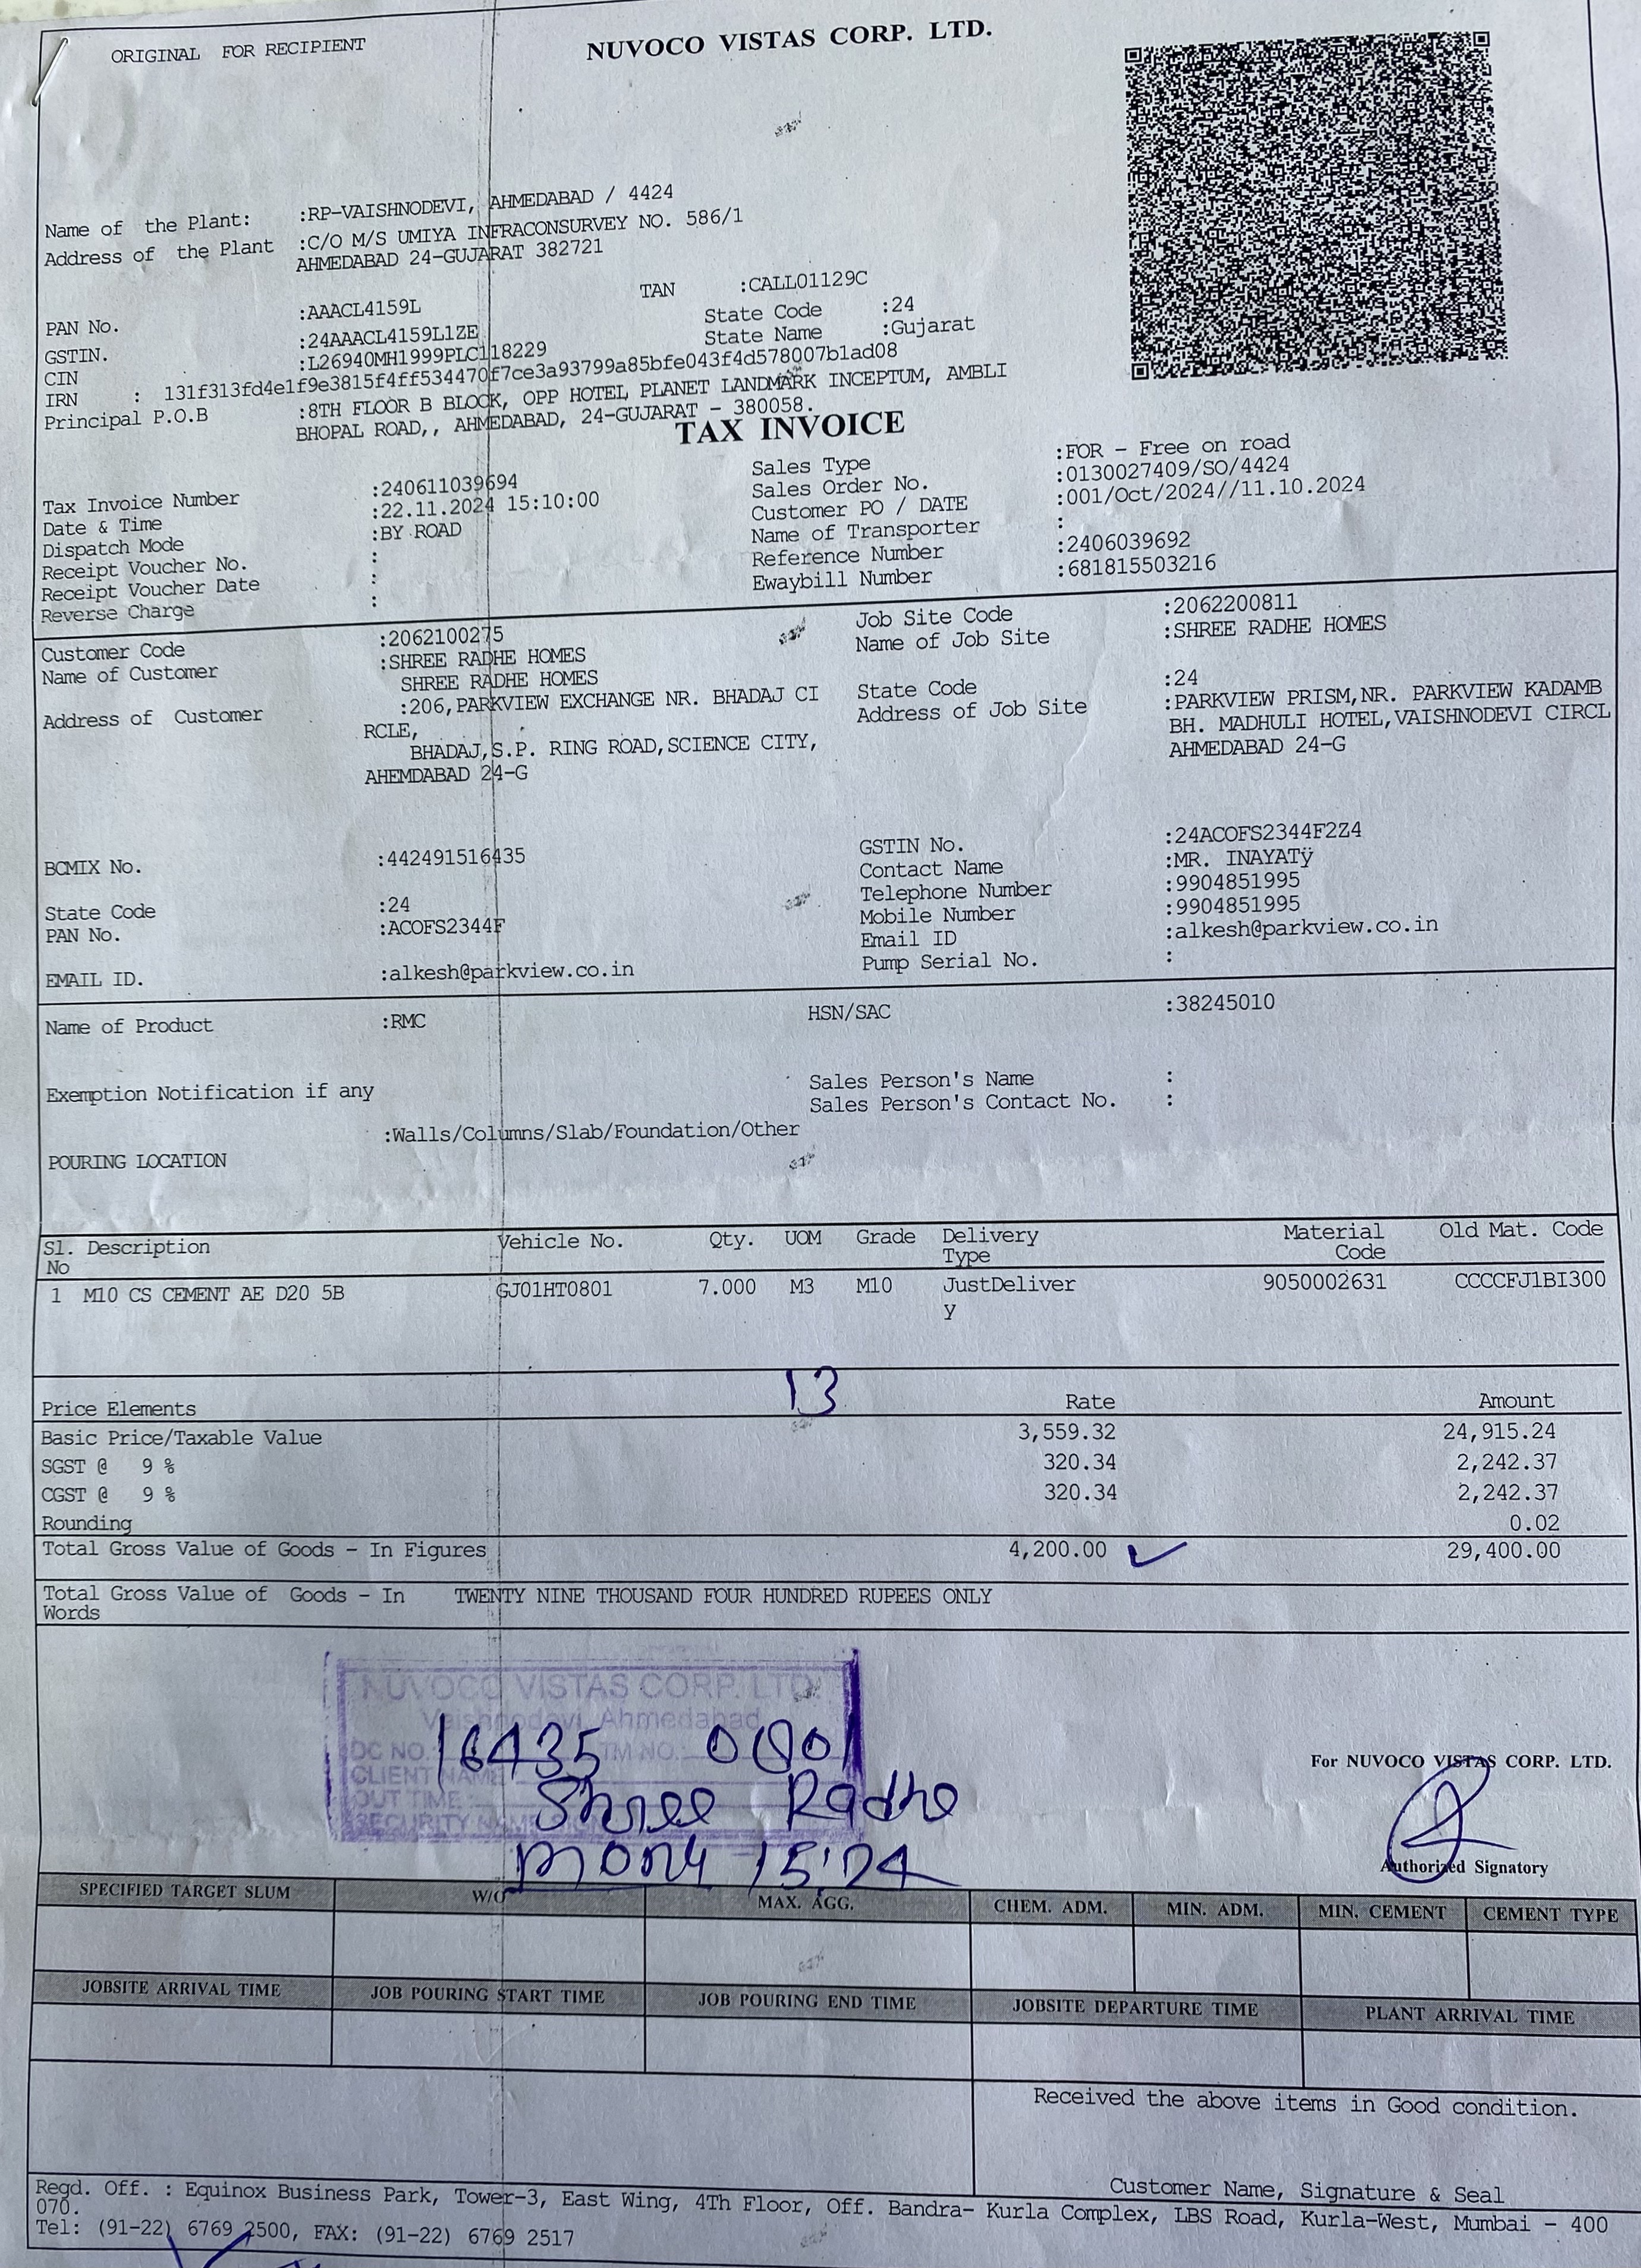 ORIGINAL FOR RECIPIENT
NUVOCO VISTAS CORP. LTD.
Name of the Plant: :RP-VAISHNODEVI, AHMEDABAD / 4424
Address of the Plant :C/O M/S UMIYA INFRACONSURVEY NO. 586/1
AHMEDABAD 24-GUJARAT 382721
PAN No. :AAACL4159L TAN :CALL01129C
GSTIN. :24AAACL4159L1ZE State Code :24
CIN :L26940MH1999PLC118229 State Name :Gujarat
IRN : 131f313fd4e1f9e3815f4ff534470f7ce3a93799a85bfe043f4d578007b1ad08
Principal P.O.B :8TH FLOOR B BLOCK, OPP HOTEL PLANET LANDMARK INCEPTUM, AMBLI
BHOPAL ROAD,, AHMEDABAD, 24-GUJARAT - 380058.
TAX INVOICE
Tax Invoice Number :240611039694 Sales Type :FOR - Free on road
Date & Time :22.11.2024 15:10:00 Sales Order No. :0130027409/SO/4424
Dispatch Mode :BY ROAD Customer PO / DATE :001/Oct/2024//11.10.2024
Receipt Voucher No. : Name of Transporter :
Receipt Voucher Date : Reference Number :2406039692
Reverse Charge : Ewaybill Number :681815503216
Customer Code :2062100275 Job Site Code :2062200811
Name of Customer :SHREE RADHE HOMES Name of Job Site :SHREE RADHE HOMES
SHREE RADHE HOMES State Code :24
Address of Customer :206,PARKVIEW EXCHANGE NR. BHADAJ CI Address of Job Site :PARKVIEW PRISM,NR. PARKVIEW KADAMB
RCLE, BH. MADHULI HOTEL,VAISHNODEVI CIRCL
BHADAJ,S.P. RING ROAD,SCIENCE CITY, AHMEDABAD 24-G
AHEMDABAD 24-G
BCMIX No. :442491516435 GSTIN No. :24ACOFS2344F2Z4
Contact Name :MR. INAYATÿ
State Code :24 Telephone Number :9904851995
PAN No. :ACOFS2344F Mobile Number :9904851995
Email ID :alkesh@parkview.co.in
EMAIL ID. :alkesh@parkview.co.in Pump Serial No. :
Name of Product :RMC HSN/SAC :38245010
Exemption Notification if any Sales Person's Name :
Sales Person's Contact No. :
:Walls/Columns/Slab/Foundation/Other
POURING LOCATION
Sl. No Description Vehicle No. Qty. UOM Grade Delivery Type Material Code Old Mat. Code
1 M10 CS CEMENT AE D20 5B GJ01HT0801 7.000 M3 M10 JustDeliver 9050002631 CCCCFJ1BI300
y
13
Price Elements Rate Amount
Basic Price/Taxable Value 3,559.32 24,915.24
SGST @ 9 % 320.34 2,242.37
CGST @ 9 % 320.34 2,242.37
Rounding 0.02
Total Gross Value of Goods - In Figures 4,200.00 29,400.00
Total Gross Value of Goods - In TWENTY NINE THOUSAND FOUR HUNDRED RUPEES ONLY
Words
NUVOCO VISTAS CORP. LTD.
Vaishnodevi, Ahmedabad
DC NO. 16435 TM NO.
CLIENT NAME Shree Radhe
OUT TIME
SECURITY
For NUVOCO VISTAS CORP. LTD.
Authorized Signatory
SPECIFIED TARGET SLUM W/C MAX. AGG. CHEM. ADM. MIN. ADM. MIN. CEMENT CEMENT TYPE
JOBSITE ARRIVAL TIME JOB POURING START TIME JOB POURING END TIME JOBSITE DEPARTURE TIME PLANT ARRIVAL TIME
Received the above items in Good condition.
Customer Name, Signature & Seal
Regd. Off. : Equinox Business Park, Tower-3, East Wing, 4Th Floor, Off. Bandra- Kurla Complex, LBS Road, Kurla-West, Mumbai - 400
070.
Tel: (91-22) 6769 2500, FAX: (91-22) 6769 2517